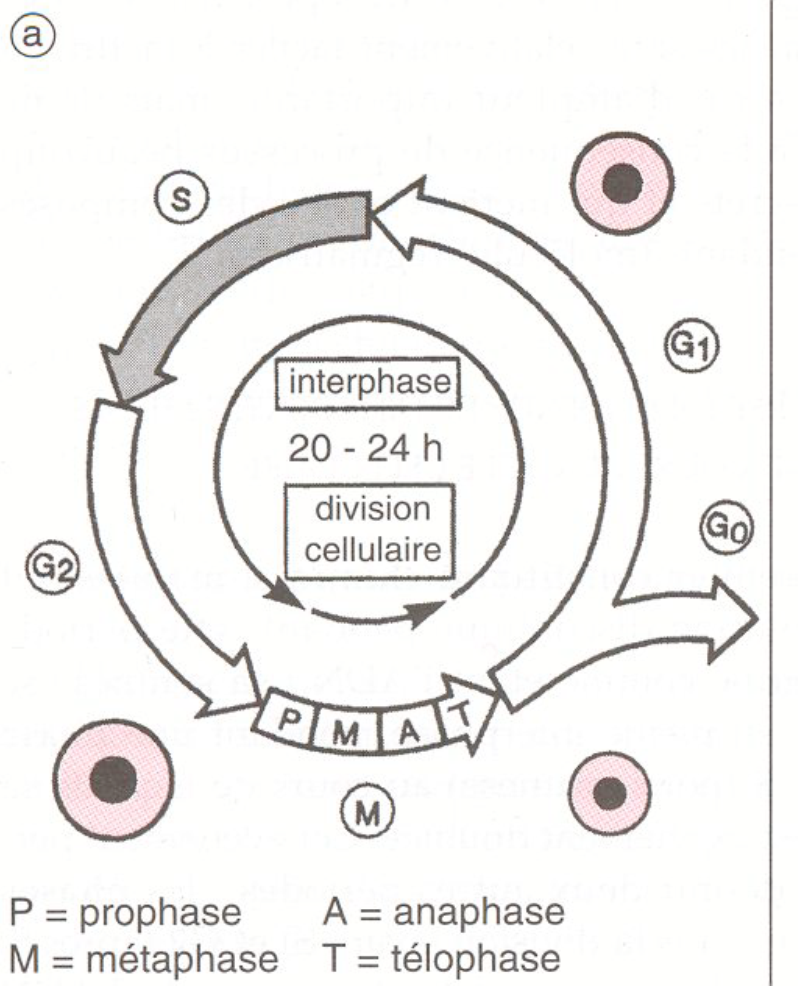 a
S
G1
interphase
20 - 24 h
division
cellulaire
G0
G2
P M A T
M
P = prophase A = anaphase
M = métaphase T = télophase